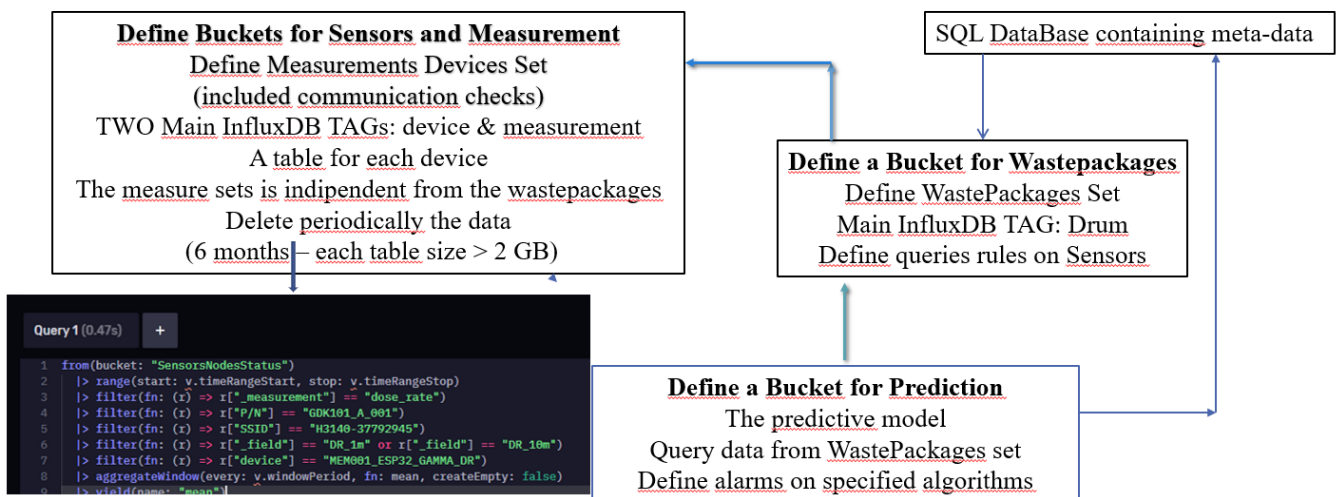 Define Buckets for Sensors and Measurement
Define Measurements Devices Set
(included communication checks)
TWO Main InfluxDB TAGs: device & measurement
A table for each device
The measure sets is indipendent from the wastepackages
Delete periodically the data
(6 months – each table size > 2 GB)
SQL DataBase containing meta-data
Define a Bucket for Wastepackages
Define WastePackages Set
Main InfluxDB TAG: Drum
Define queries rules on Sensors
Query 1 (0.47s) +
1 from(bucket: "SensorsNodesStatus")
2 |> range(start: v.timeRangeStart, stop: v.timeRangeStop)
3 |> filter(fn: (r) => r["_measurement"] == "dose_rate")
4 |> filter(fn: (r) => r["P/N"] == "GDK101_A_001")
5 |> filter(fn: (r) => r["SSID"] == "H3140-37792945")
6 |> filter(fn: (r) => r["_field"] == "DR_1m" or r["_field"] == "DR_10m")
7 |> filter(fn: (r) => r["device"] == "MEM001_ESP32_GAMMA_DR")
8 |> aggregateWindow(every: v.windowPeriod, fn: mean, createEmpty: false)
9 |> yield(name: "mean")
Define a Bucket for Prediction
The predictive model
Query data from WastePackages set
Define alarms on specified algorithms